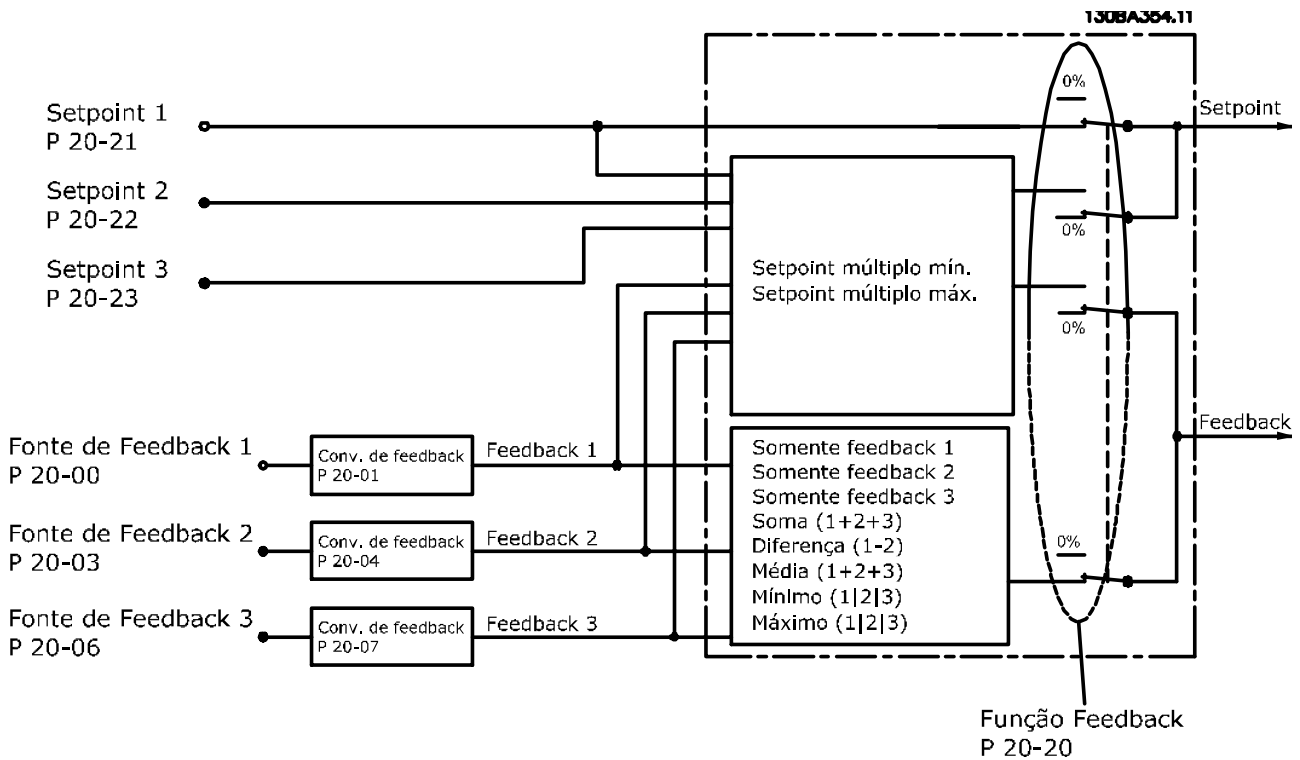 130BA354.11
Setpoint 1
P 20-21
Setpoint 2
P 20-22
Setpoint 3
P 20-23
0%
Setpoint
0%
Setpoint múltiplo mín.
Setpoint múltiplo máx.
0%
Feedback
Fonte de Feedback 1
P 20-00
Conv. de feedback
P 20-01
Feedback 1
Fonte de Feedback 2
P 20-03
Conv. de feedback
P 20-04
Feedback 2
Fonte de Feedback 3
P 20-06
Conv. de feedback
P 20-07
Feedback 3
Somente feedback 1
Somente feedback 2
Somente feedback 3
Soma (1+2+3)
Diferença (1-2)
Média (1+2+3)
Mínlmo (1|2|3)
Máximo (1|2|3)
0%
Função Feedback
P 20-20